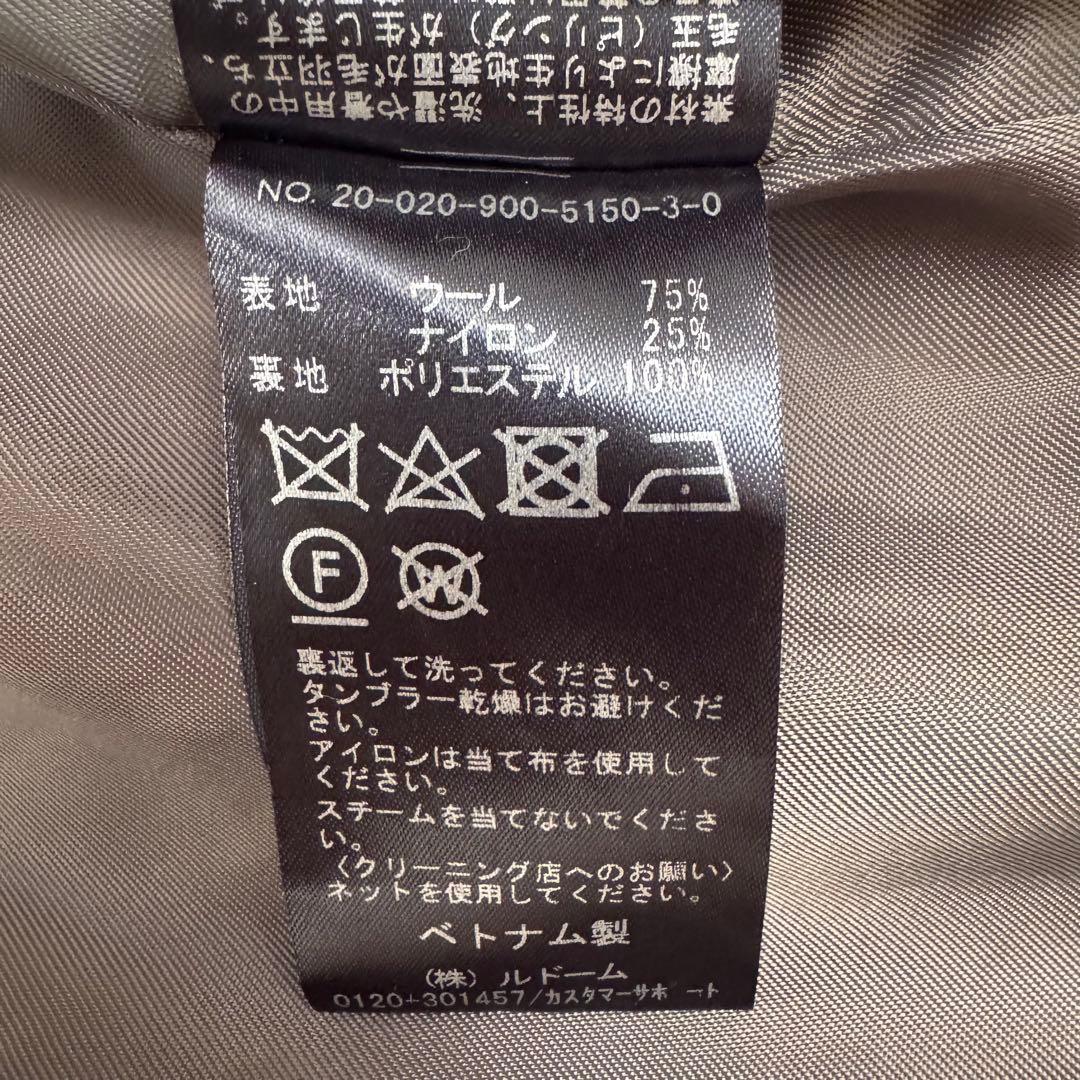 素材の特性上、洗濯や着用中の
摩擦により生地表面が毛羽立ち、
毛玉(ピリング)が生じます。
NO. 20-020-900-5150-3-0
表地 ウール 75%
ナイロン 25%
裏地 ポリエステル 100%
F W
裏返して洗ってください。
タンブラー乾燥はお避けくだ
さい。
アイロンは当て布を使用して
ください。
スチームを当てないでくださ
い。
〈クリーニング店へのお願い〉
ネットを使用してください。
ベトナム製
(株) ルドーム
0120-301457/カスタマーサポート